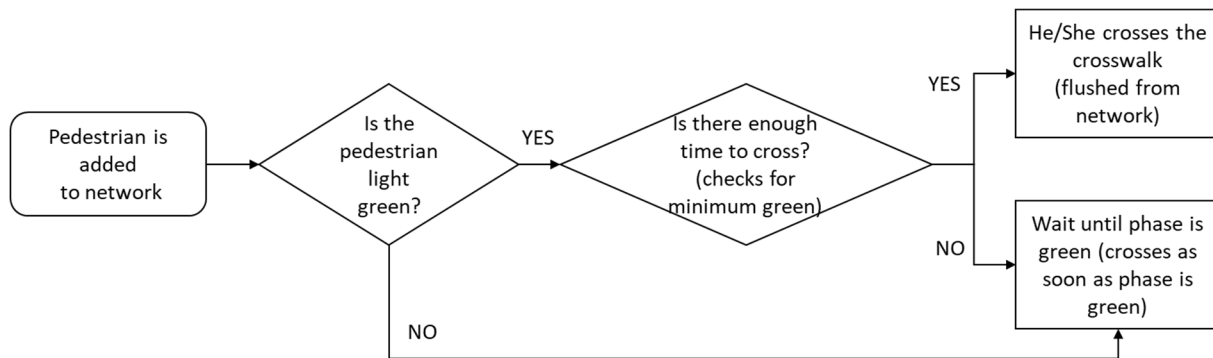 Pedestrian is
added
to network
Is the
pedestrian
light
green?
YES
Is there enough
time to cross?
(checks for
minimum green)
YES
He/She crosses the
crosswalk
(flushed from
network)
NO
Wait until phase is
green (crosses as
soon as phase is
green)
NO